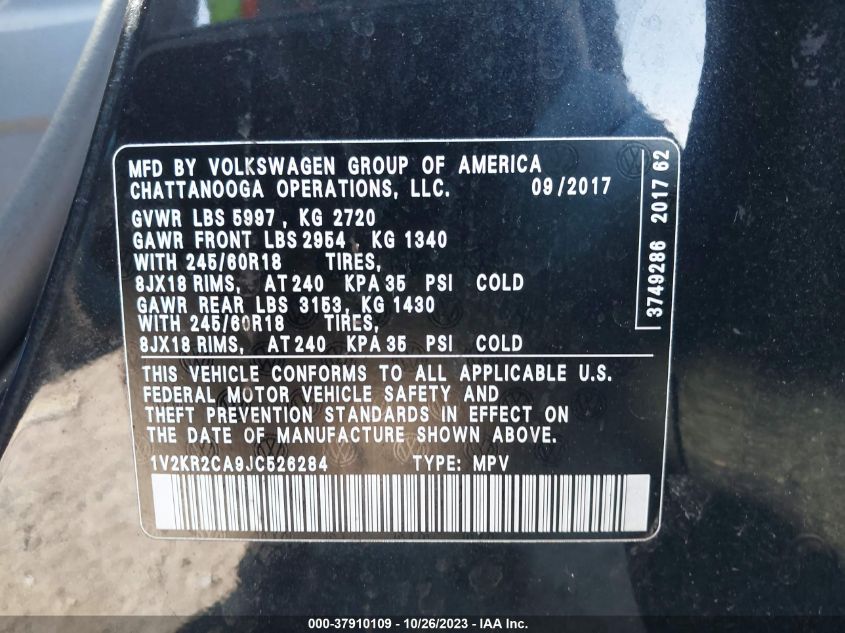 MFD BY VOLKSWAGEN GROUP OF AMERICA
CHATTANOOGA OPERATIONS, LLC. 09/2017
GVWR LBS 5997, KG 2720
GAWR FRONT LBS 2954, KG 1340
WITH 245/60R18 TIRES,
8JX18 RIMS, AT 240 KPA 35 PSI COLD
GAWR REAR LBS 3153, KG 1430
WITH 245/60R18 TIRES,
8JX18 RIMS, AT 240 KPA 35 PSI COLD
THIS VEHICLE CONFORMS TO ALL APPLICABLE U.S.
FEDERAL MOTOR VEHICLE SAFETY AND
THEFT PREVENTION STANDARDS IN EFFECT ON
THE DATE OF MANUFACTURE SHOWN ABOVE.
1V2KR2CA9JC526284 TYPE: MPV
3749286 2017 62
000-37910109 - 10/26/2023 - IAA Inc.